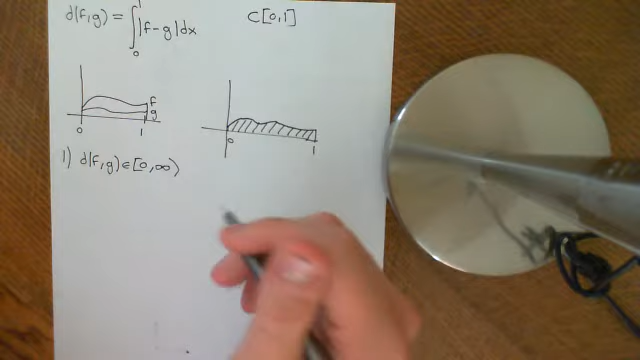 d(f,g) = ∫₀¹ |f-g| dx
C[0,1]
f
g
0 1
0 1
1) d(f,g) ∈ [0,∞)